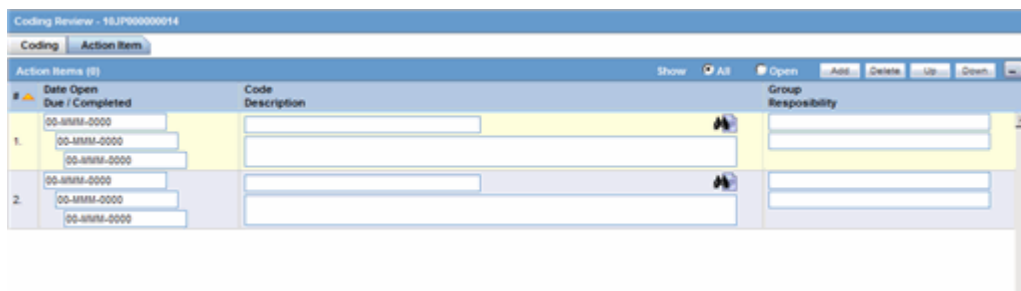 Coding Review - 10JP000000014
Coding Action Item
Action Items (0) Show All Open Add Delete Up Down
# Date Open Code Group
Due / Completed Description Resposibility
00-MMM-0000
1. 00-MMM-0000
00-MMM-0000
00-MMM-0000
2. 00-MMM-0000
00-MMM-0000